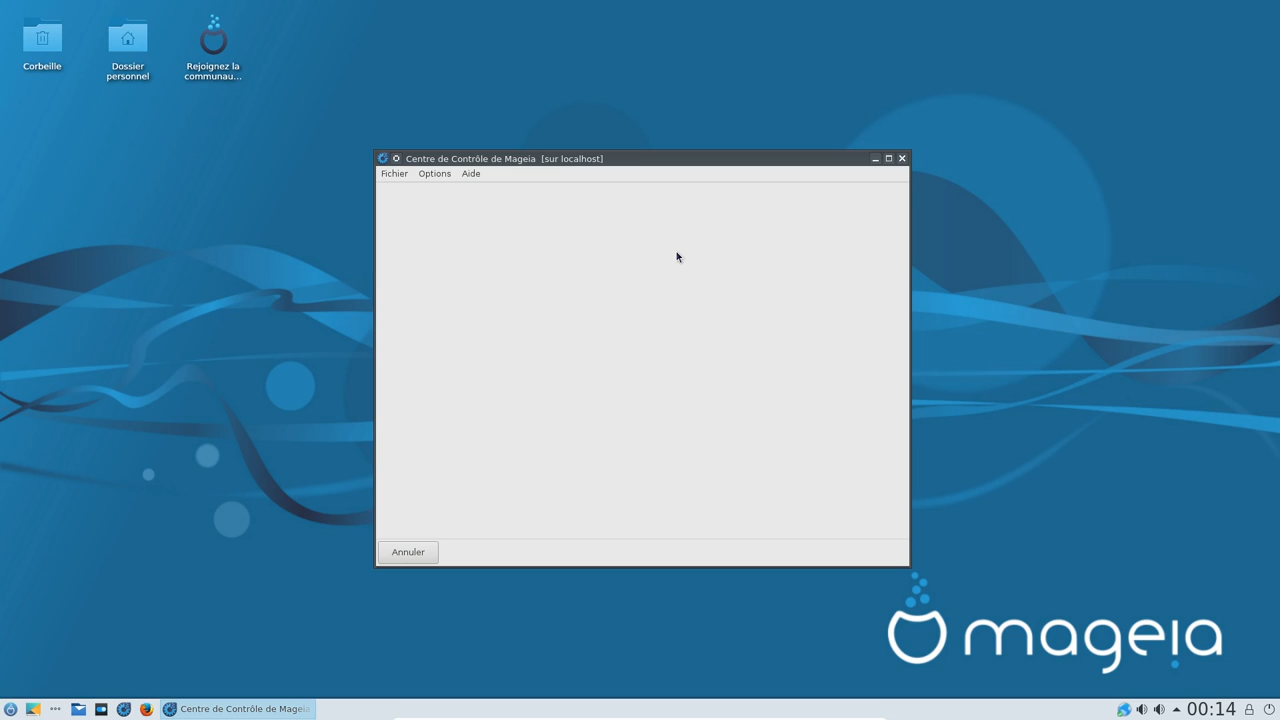 Corbeille
Dossier
personnel
Rejoignez la
communau...
Centre de Contrôle de Mageia [sur localhost]
Fichier Options Aide
Annuler
mageia
Centre de Contrôle de Mageia
00:14